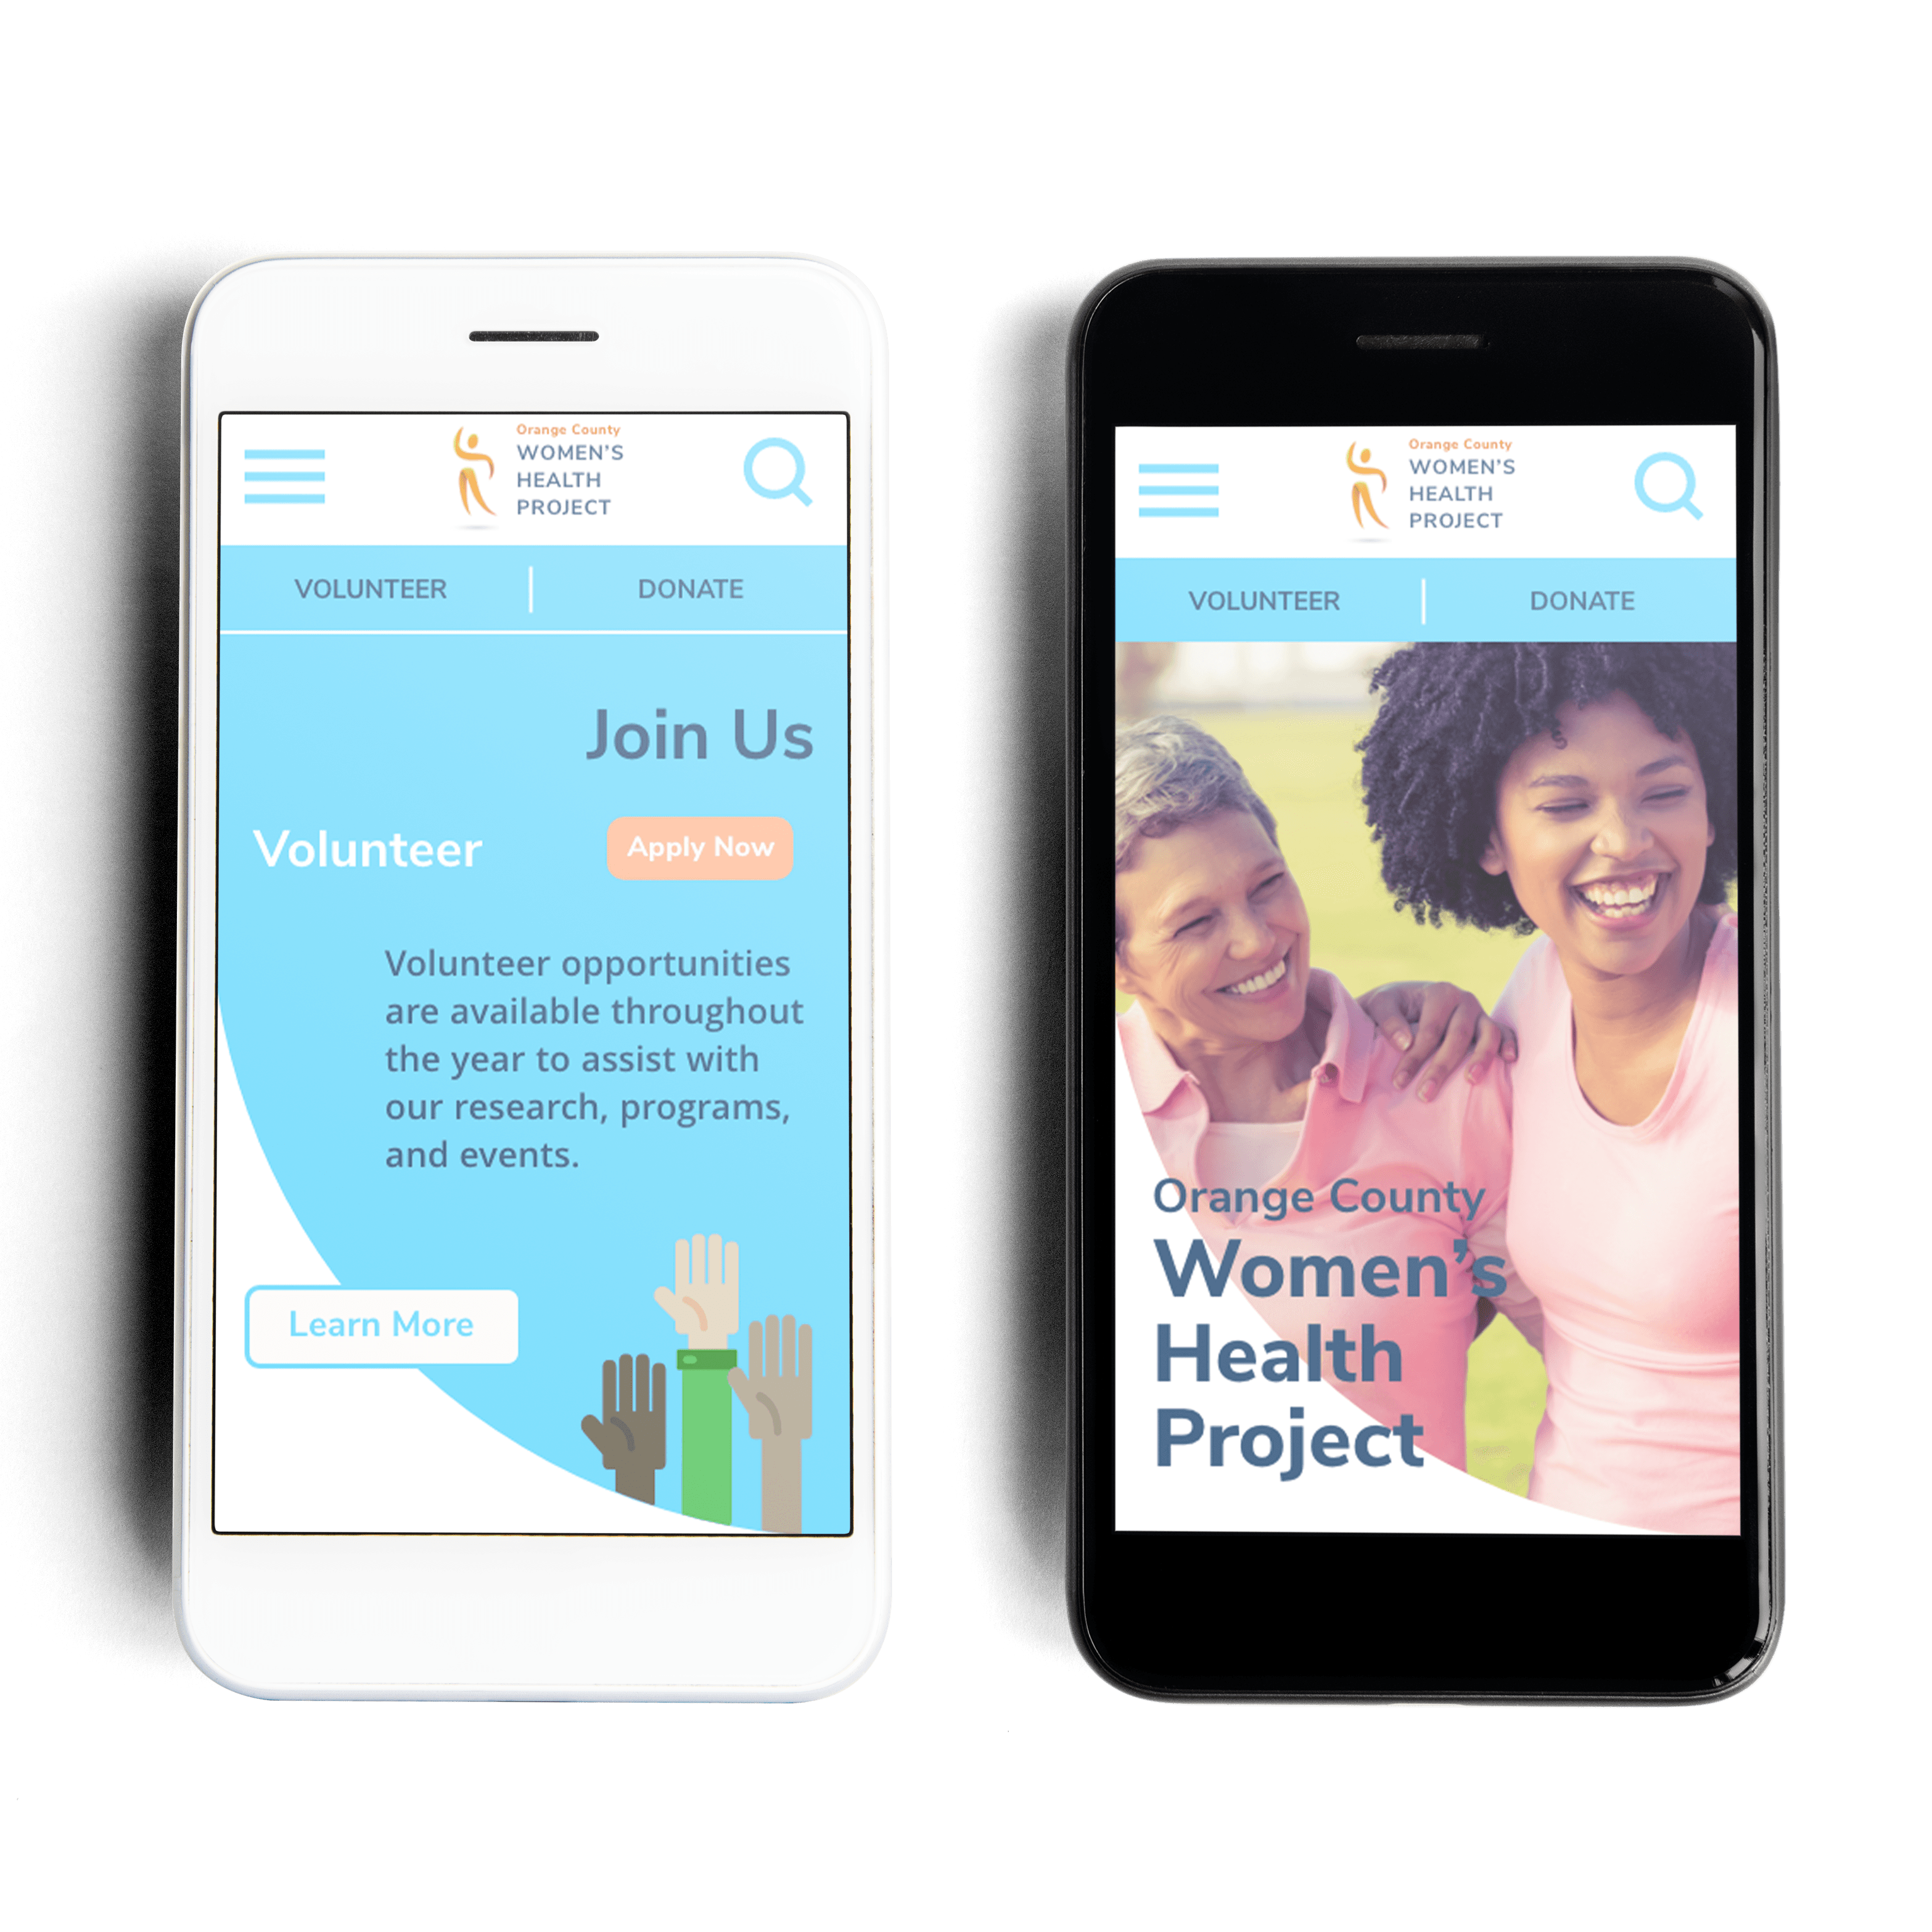 Orange County
WOMEN'S
HEALTH
PROJECT
VOLUNTEER
DONATE
Join Us
Volunteer
Apply Now
Volunteer opportunities
are available throughout
the year to assist with
our research, programs,
and events.
Learn More
Orange County
WOMEN'S
HEALTH
PROJECT
VOLUNTEER
DONATE
Orange County
Women's
Health
Project